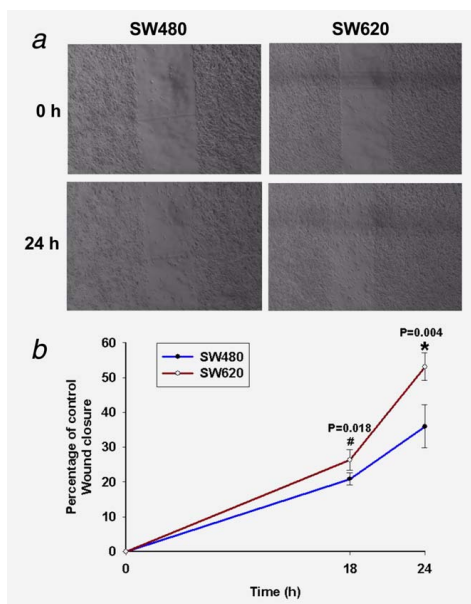 a
SW480 SW620
0 h
24 h
b
60
50
40
30
20
10
0
Percentage of control
Wound closure
SW480
SW620
P=0.018
#
P=0.004
*
0 18 24
Time (h)